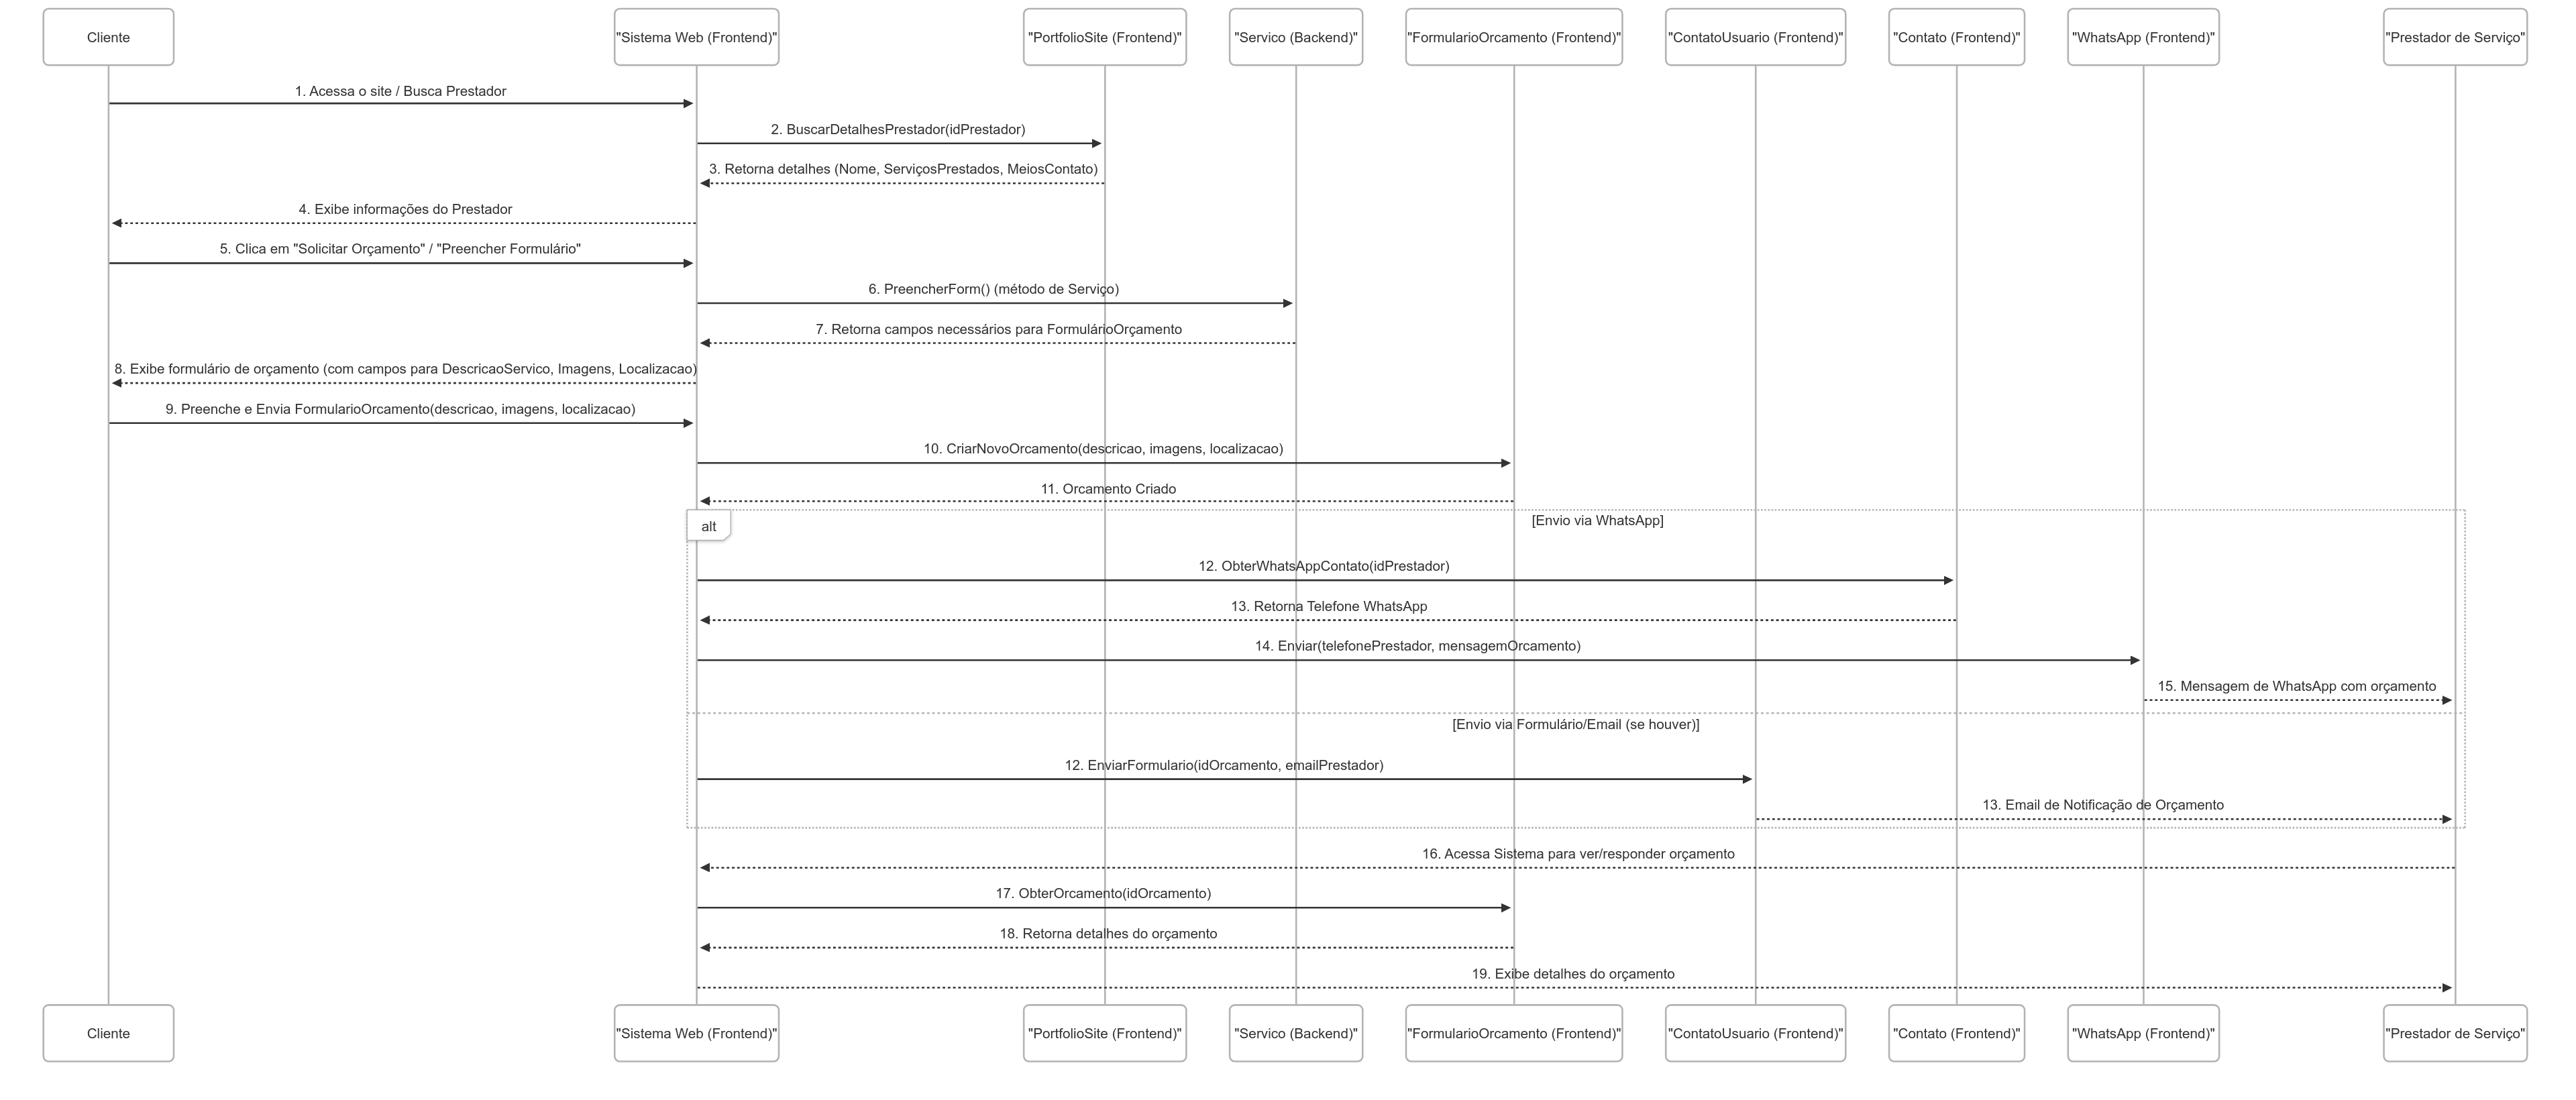 Cliente
"Sistema Web (Frontend)"
"PortfolioSite (Frontend)"
"Servico (Backend)"
"FormularioOrcamento (Frontend)"
"ContatoUsuario (Frontend)"
"Contato (Frontend)"
"WhatsApp (Frontend)"
"Prestador de Serviço"
1. Acessa o site / Busca Prestador
2. BuscarDetalhesPrestador(idPrestador)
3. Retorna detalhes (Nome, ServiçosPrestados, MeiosContato)
4. Exibe informações do Prestador
5. Clica em "Solicitar Orçamento" / "Preencher Formulário"
6. PreencherForm() (método de Serviço)
7. Retorna campos necessários para FormulárioOrçamento
8. Exibe formulário de orçamento (com campos para DescricaoServico, Imagens, Localizacao)
9. Preenche e Envia FormularioOrcamento(descricao, imagens, localizacao)
10. CriarNovoOrcamento(descricao, imagens, localizacao)
11. Orcamento Criado
alt
[Envio via WhatsApp]
12. ObterWhatsAppContato(idPrestador)
13. Retorna Telefone WhatsApp
14. Enviar(telefonePrestador, mensagemOrcamento)
15. Mensagem de WhatsApp com orçamento
[Envio via Formulário/Email (se houver)]
12. EnviarFormulario(idOrcamento, emailPrestador)
13. Email de Notificação de Orçamento
16. Acessa Sistema para ver/responder orçamento
17. ObterOrcamento(idOrcamento)
18. Retorna detalhes do orçamento
19. Exibe detalhes do orçamento
Cliente
"Sistema Web (Frontend)"
"PortfolioSite (Frontend)"
"Servico (Backend)"
"FormularioOrcamento (Frontend)"
"ContatoUsuario (Frontend)"
"Contato (Frontend)"
"WhatsApp (Frontend)"
"Prestador de Serviço"